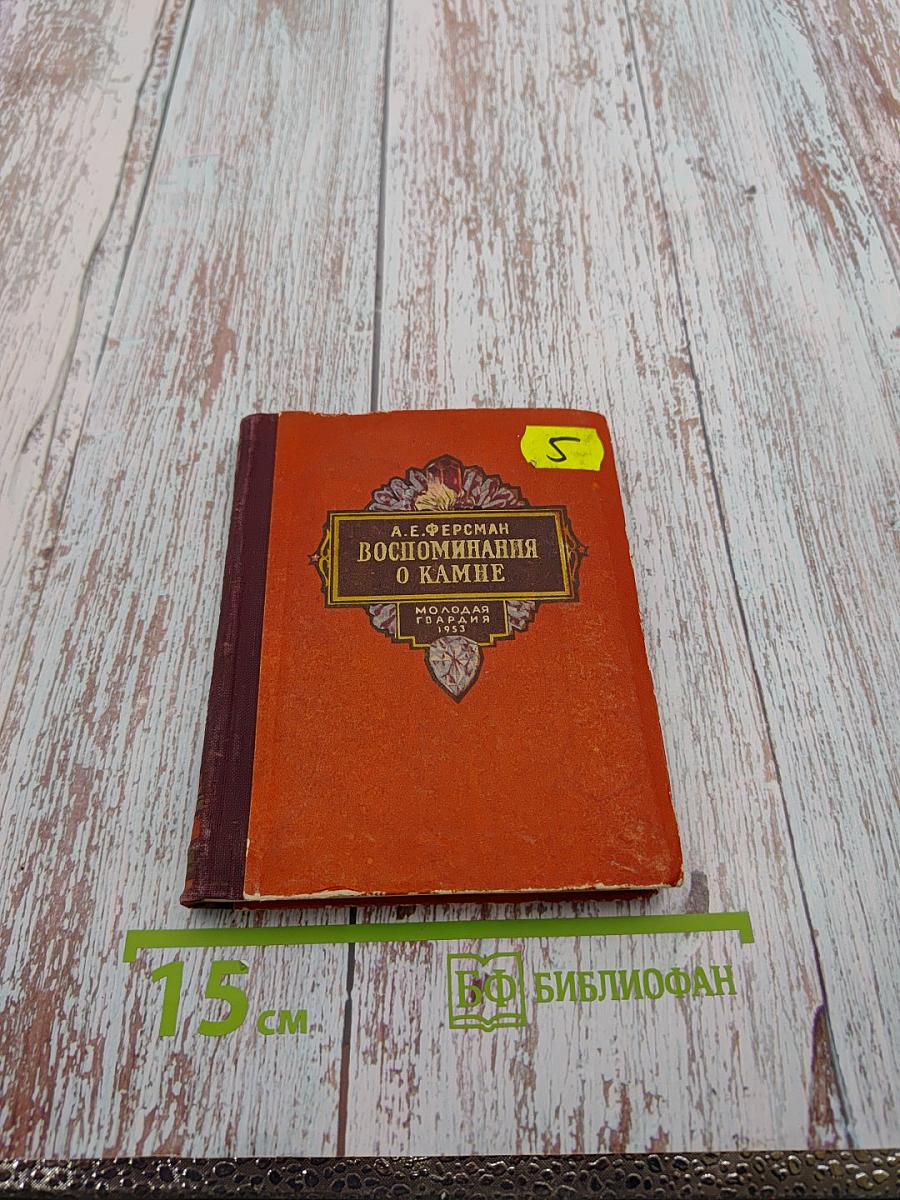 5
А.Е.ФЕРСМАН
ВОСПОМИНАНИЯ
О КАМНЕ
МОЛОДАЯ
ГВАРДИЯ
1953
15 см
БФ БИБЛИОФАН